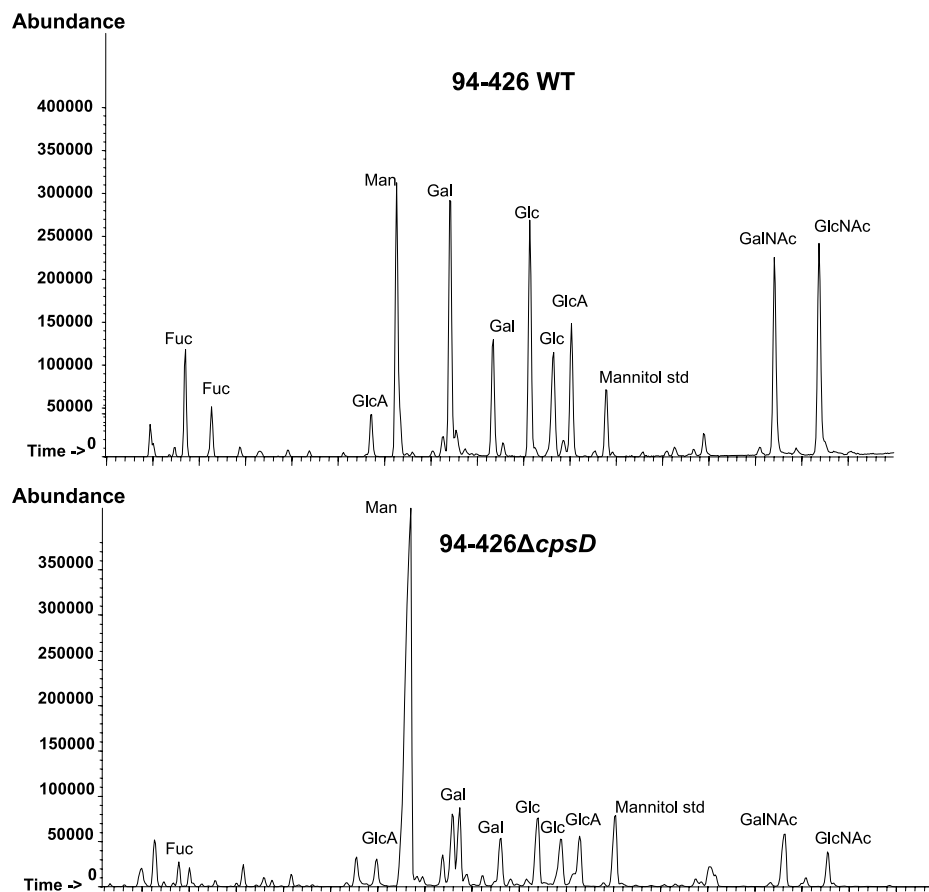 Abundance
94-426 WT
400000
350000
300000
250000
200000
150000
100000
50000
0
Time ->
Fuc
Fuc
GlcA
Man
Gal
Gal
Glc
Glc
GlcA
Mannitol std
GalNAc
GlcNAc
Abundance
94-426ΔcpsD
350000
300000
250000
200000
150000
100000
50000
0
Time ->
Fuc
GlcA
Man
Gal
Gal
Glc
Glc
GlcA
Mannitol std
GalNAc
GlcNAc